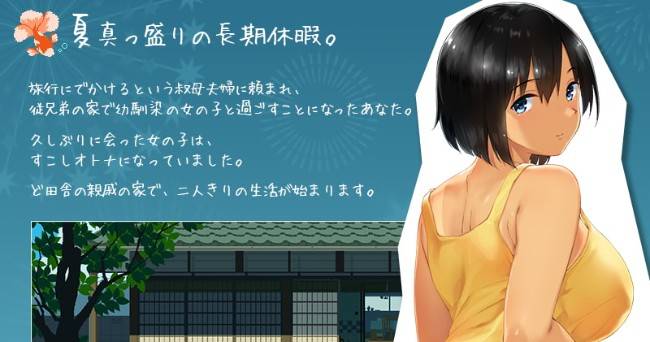 夏真っ盛りの長期休暇。
旅行にでかけるという叔母夫婦に頼まれ、
従兄弟の家で幼馴染の女の子と過ごすことになったあなた。
久しぶりに会った女の子は、
すこしオトナになっていました。
ど田舎の親戚の家で、二人きりの生活が始まります。